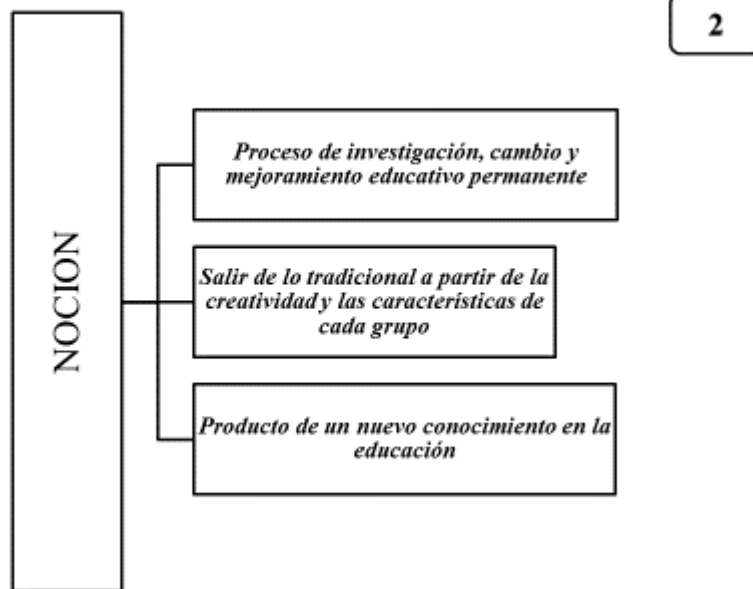 2
NOCION
Proceso de investigación, cambio y
mejoramiento educativo permanente
Salir de lo tradicional a partir de la
creatividad y las características de
cada grupo
Producto de un nuevo conocimiento en la
educación